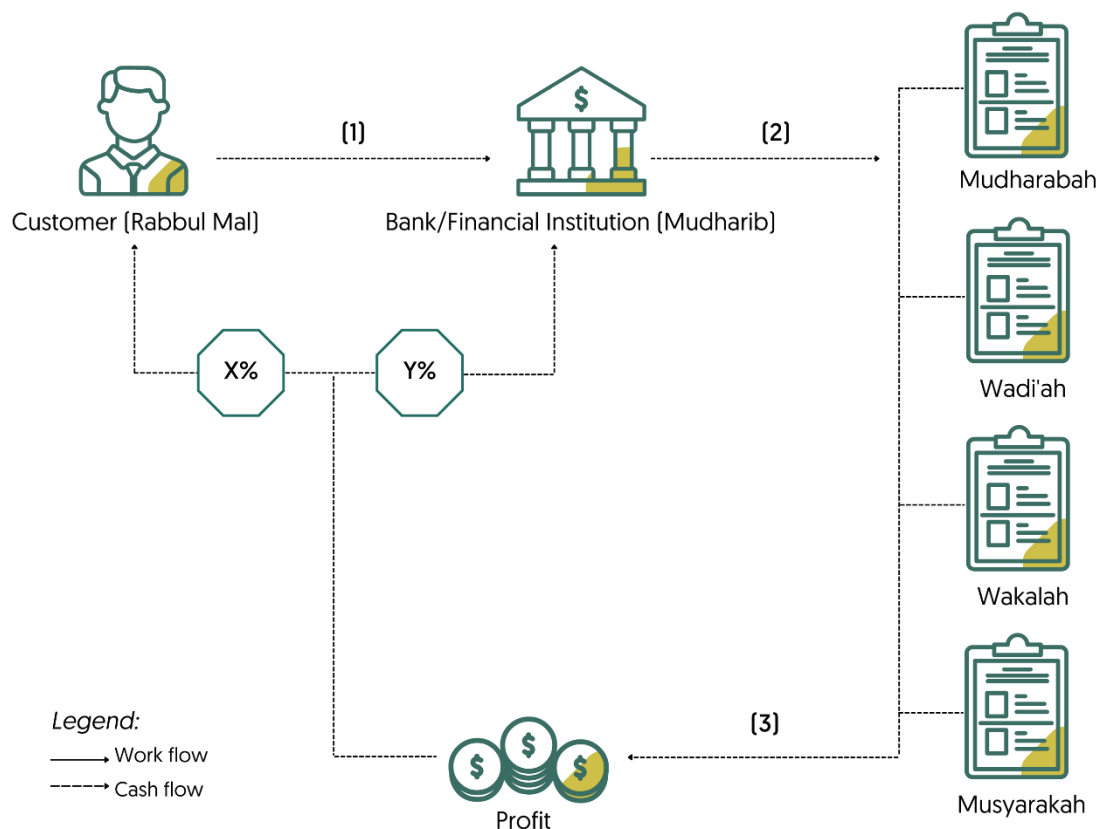 $
(1)
(2)
Customer (Rabbul Mal)
Bank/Financial Institution (Mudharib)
Mudharabah
Wadi'ah
X%
Y%
Wakalah
Legend:
Work flow
Cash flow
(3)
$
$
$
Profit
Musyarakah